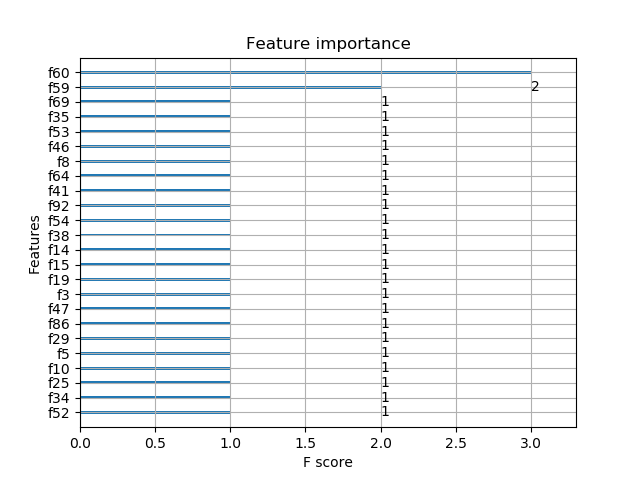 Feature importance
f60
f59 2
f69 1
f35 1
f53 1
f46 1
f8 1
f64 1
f41 1
f92 1
f54 1
f38 1
f14 1
f15 1
f19 1
f3 1
f47 1
f86 1
f29 1
f5 1
f10 1
f25 1
f34 1
f52 1
Features
0.0 0.5 1.0 1.5 2.0 2.5 3.0
F score